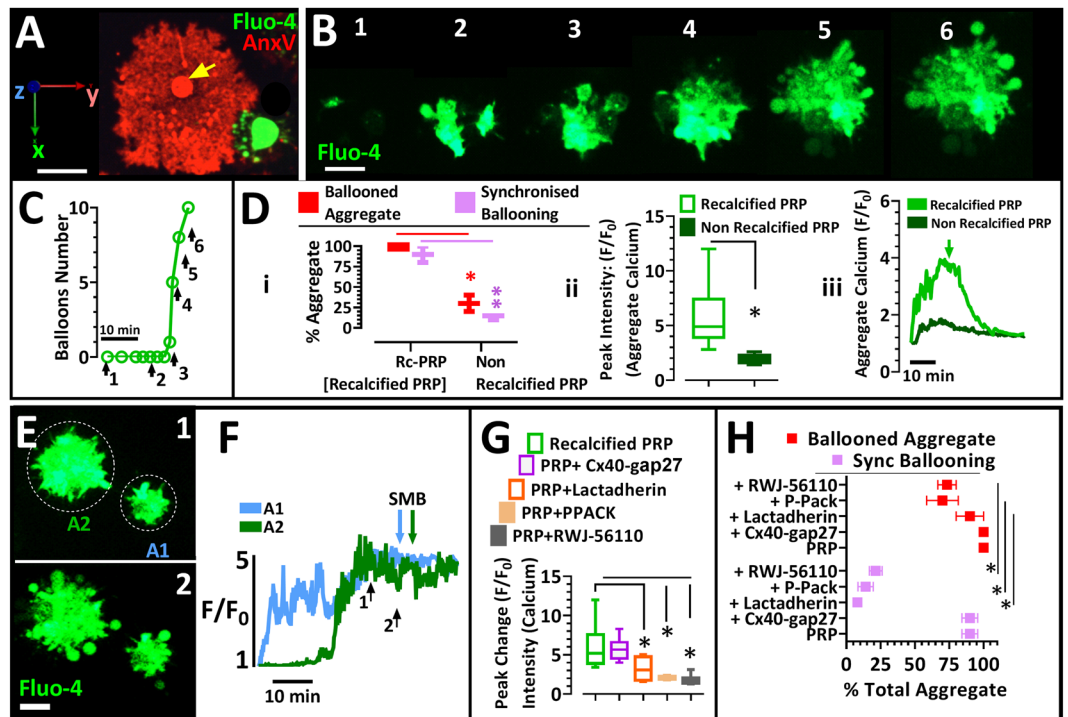 A
Fluo-4
AnxV
z
y
x
B
1 2 3 4 5 6
Fluo-4
C
Balloons Number
10
5
0
10 min
1
2
3
4
5
6
D
Ballooned Aggregate
Synchronised Ballooning
i
% Aggregate
100
75
50
25
0
*
*
*
Rc-PRP
[Recalcified PRP]
Non
Recalcified PRP
ii
Peak Intensity: (F/F0)
(Aggregate Calcium)
15
10
5
0
Recalcified PRP
Non Recalcified PRP
*
iii
Aggregate Calcium (F/F0)
6
4
2
0
Recalcified PRP
Non Recalcified PRP
10 min
E
1
A2
A1
2
Fluo-4
F
A1
A2
SMB
5
F/F0
1
1
2
10 min
G
Recalcified PRP
PRP+ Cx40-gap27
PRP+Lactadherin
PRP+PPACK
PRP+RWJ-56110
Peak Change (F/F0)
Intensity (Calcium)
15
10
5
0
*
*
*
H
Ballooned Aggregate
Sync Ballooning
+ RWJ-56110
+ P-Pack
+ Lactadherin
+ Cx40-gap27
PRP
+ RWJ-56110
+ P-Pack
+ Lactadherin
+ Cx40-gap27
PRP
*
*
*
0 25 50 75 100
% Total Aggregate